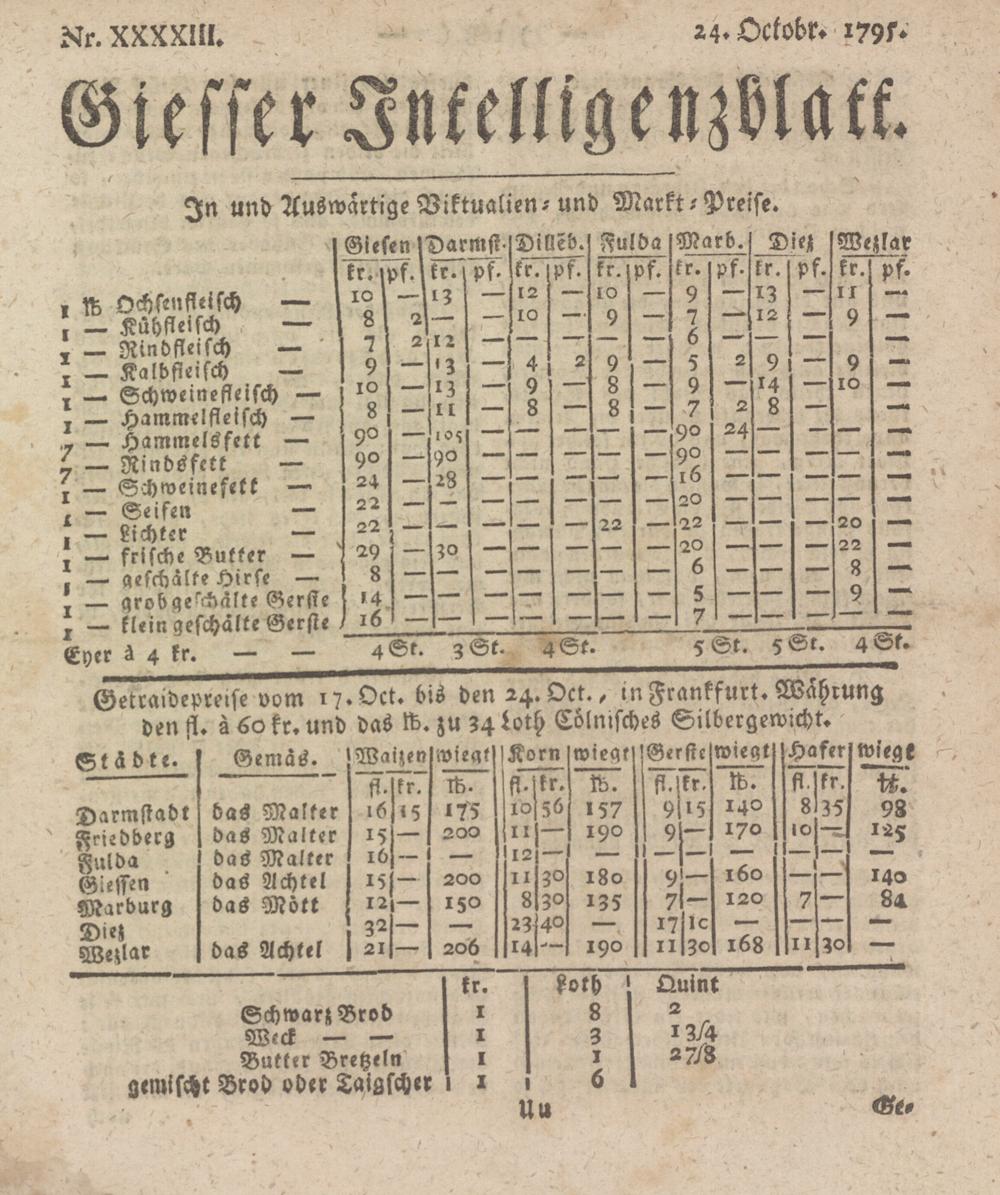 Nr. XXXXIII. 24. Octobr. 1795.
Giesser Intelligenzblatt.
In und Auswärtige Viktualien- und Markt-Preise.
Giesen Darmst. Dillēb. Fulda Marb. Diez Wezlar
kr. pf. kr. pf. kr. pf. kr. pf. kr. pf. kr. pf. kr. pf.
1 ℔ Ochsenfleisch — 10 — 13 — 12 — 10 — 9 — 13 — 11 —
1 — Kühfleisch — 8 2 — — 10 — 9 — 7 — 12 — 9 —
1 — Rindfleisch — 7 2 12 — — — — — 6 — — — — —
1 — Kalbfleisch — 9 — 13 — 4 2 9 — 5 2 9 — 9 —
1 — Schweinefleisch — 10 — 13 — 9 — 8 — 9 — 14 — 10 —
1 — Hammelfleisch — 8 — 11 — 8 — 8 — 7 2 8 — — —
7 — Hammelsfett — 90 — 105 — — — — — 90 24 — — — —
7 — Rindsfett — 90 — 90 — — — — — 90 — — — — —
1 — Schweinefett — 24 — 28 — — — — — 16 — — — — —
1 — Seifen — 22 — — — — — — — 20 — — — — —
1 — Lichter — 22 — — — — — 22 — 22 — — — 20 —
1 — frische Butter — 29 — 30 — — — — — 20 — — — 22 —
1 — geschälte Hirse — 8 — — — — — — — 6 — — — 8 —
1 — grobgeschälte Gerste 14 — — — — — — — 5 — — — 9 —
1 — kleingeschälte Gerste 16 — — — — — — — 7 — — — — —
Eyer à 4 kr. — — 4 St. 3 St. 4 St. 5 St. 5 St. 4 St.
Getraidepreise vom 17. Oct. bis den 24. Oct., in Frankfurt. Währung
den fl. à 60 kr. und das ℔. zu 34 Loth Cölnisches Silbergewicht.
Städte. Gemäs. Waizen wiegt Korn wiegt Gerste wiegt Hafer wiegt
fl. kr. ℔. fl. kr. ℔. fl. kr. ℔. fl. kr. ℔.
Darmstadt das Malter 16 15 175 10 56 157 9 15 140 8 35 98
Friedberg das Malter 15 — 200 11 — 190 9 — 170 10 — 125
Fulda das Malter 16 — — 12 — — — — — — — —
Giessen das Achtel 15 — 200 11 30 180 9 — 160 — — 140
Marburg das Mött 12 — 150 8 30 135 7 — 120 7 — 84
Diez 32 — — 23 40 — 17 10 — — — —
Wezlar das Achtel 21 — 206 14 — 190 11 30 168 11 30 —
kr. Loth Quint
Schwarz Brod 1 8 2
Weck — — 1 3 1 3/4
Butter Bretzeln 1 1 2 7/8
gemischt Brod oder Taigscher 1 6
Uu Ge-